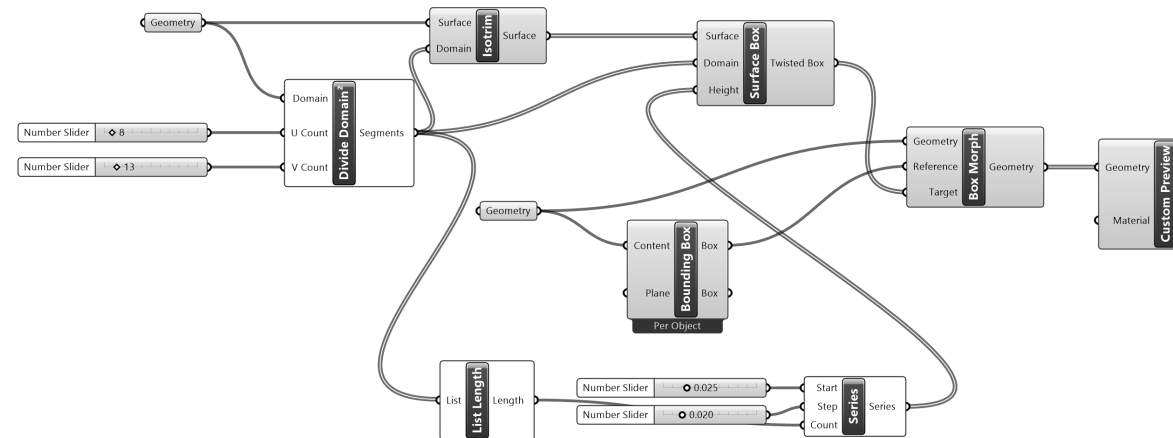 Geometry
Surface
Domain
Isotrim
Surface
Number Slider 8
Number Slider 13
Domain
U Count
V Count
Divide Domain²
Segments
Surface
Domain
Height
Surface Box
Twisted Box
Geometry
Content
Plane
Bounding Box
Box
Box
Per Object
Geometry
Reference
Target
Box Morph
Geometry
Geometry
Material
Custom Preview
List
List Length
Length
Number Slider 0.025
Number Slider 0.020
Start
Step
Count
Series
Series